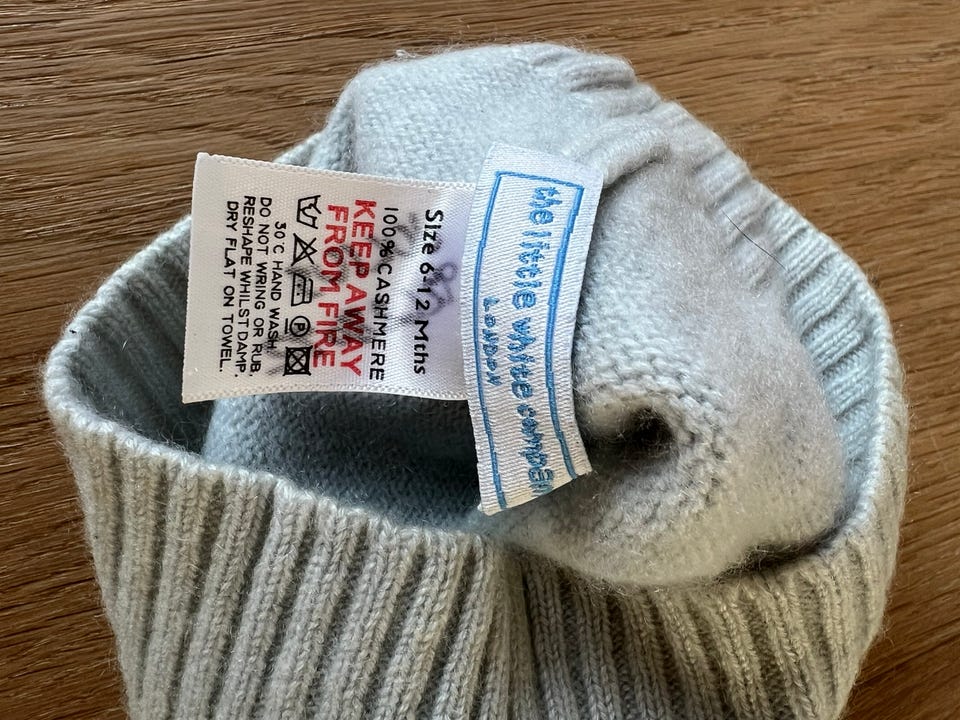 Size 6-12 Mths
100% CASHMERE
KEEP AWAY
FROM FIRE
P
30°C HAND WASH
DO NOT WRING OR RUB
RESHAPE WHILST DAMP.
DRY FLAT ON TOWEL.
the little white company
LONDON